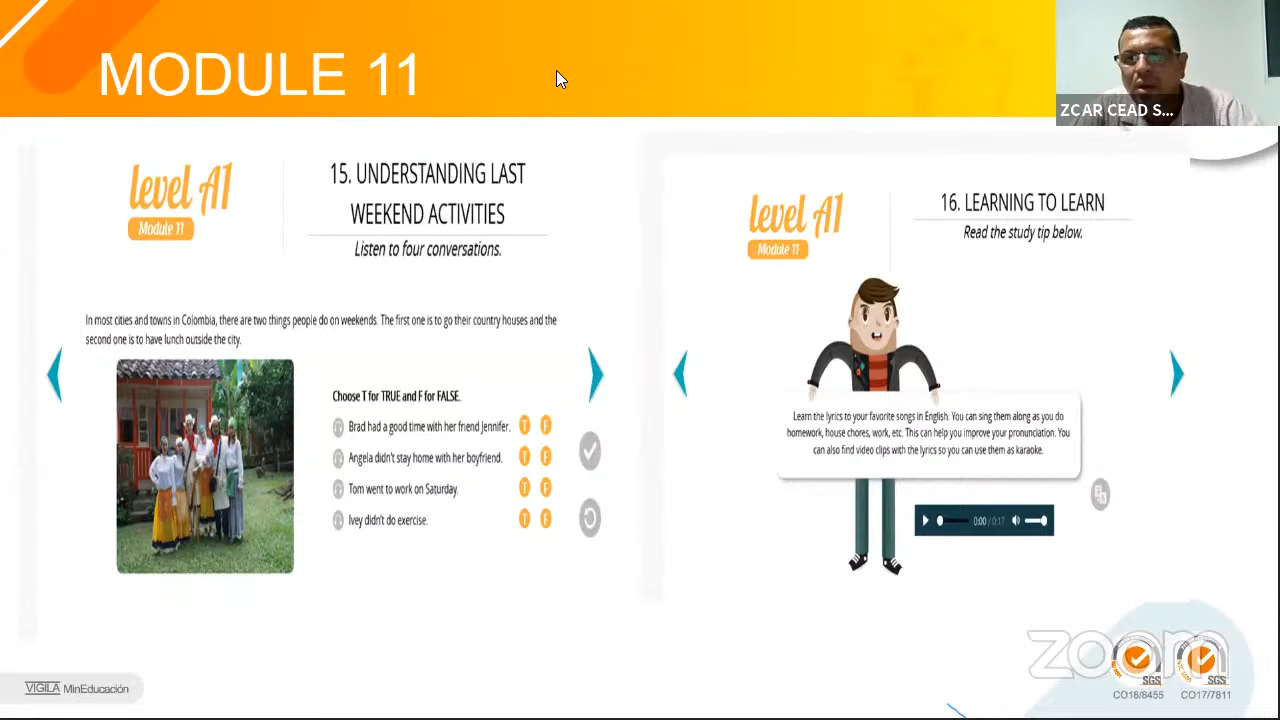 MODULE 11
ZCAR CEAD S...
level A1
Module 11
15. UNDERSTANDING LAST
WEEKEND ACTIVITIES
Listen to four conversations.
In most cities and towns in Colombia, there are two things people do on weekends. The first one is to go their country houses and the
second one is to have lunch outside the city.
Choose T for TRUE and F for FALSE.
Brad had a good time with her friend Jennifer. T F
Angela didn't stay home with her boyfriend. T F
Tom went to work on Saturday. T F
Ivey didn't do exercise. T F
level A1
Module 11
16. LEARNING TO LEARN
Read the study tip below.
Learn the lyrics to your favorite songs in English. You can sing them along as you do
homework, house chores, work, etc. This can help you improve your pronunciation. You
can also find video clips with the lyrics so you can use them as karaoke.
0:00 / 0:17
zoom
SGS SGS
CO18/8455 CO17/7811
VIGILA MinEducación